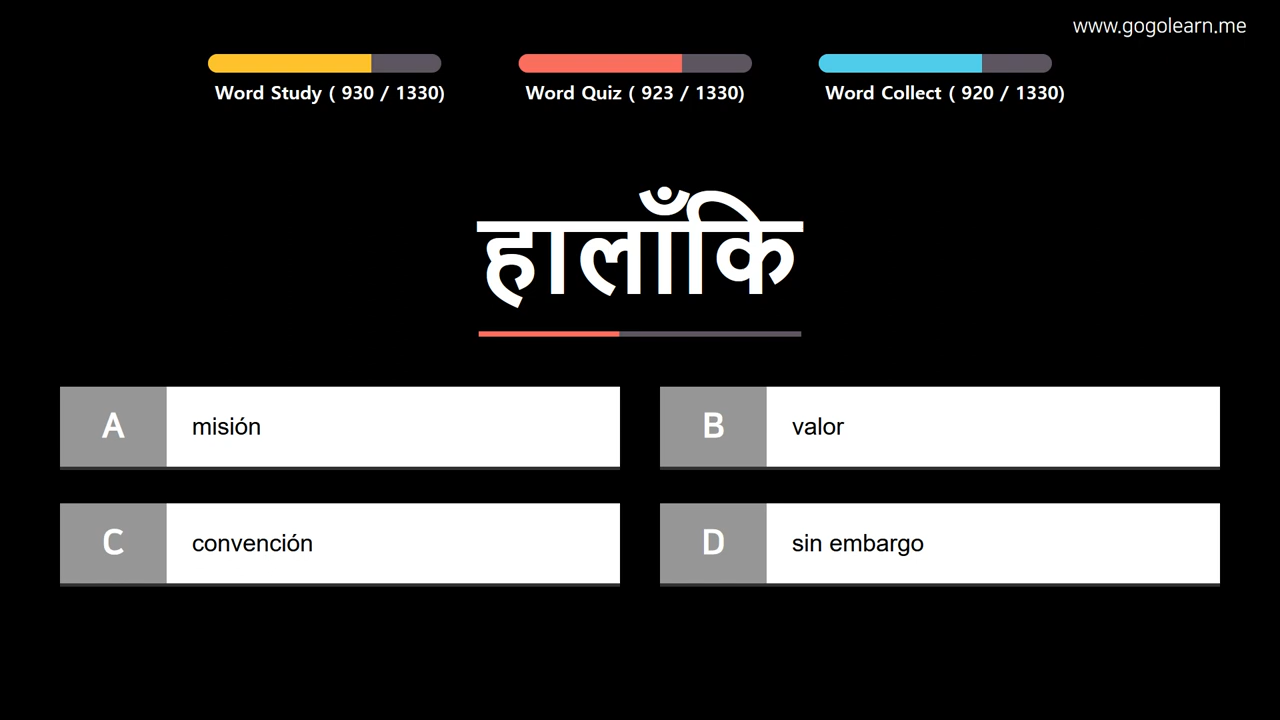 www.gogolearn.me
Word Study ( 930 / 1330)
Word Quiz ( 923 / 1330)
Word Collect ( 920 / 1330)
हालाँकि
A misión
B valor
C convención
D sin embargo